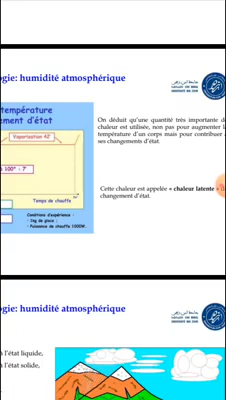 ogie: humidité atmosphérique
température
ement d'état
Vaporisation 42'
à 100° : 7'
Temps de chauffe
Conditions d'expérience :
- 1kg de glace ;
- Puissance de chauffe 1000W.
On déduit qu'une quantité très importante d
chaleur est utilisée, non pas pour augmenter l
température d'un corps mais pour contribuer
ses changements d'état.
Cette chaleur est appelée « chaleur latente »
changement d'état.
ogie: humidité atmosphérique
à l'état liquide,
à l'état solide,